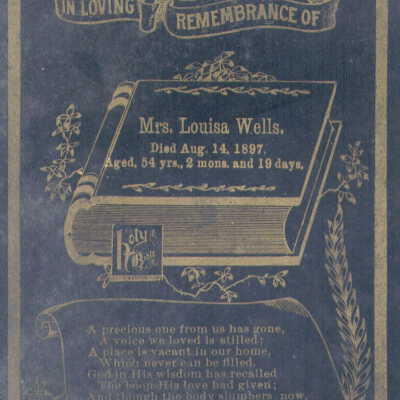 IN LOVING
REMEMBRANCE OF
Mrs. Louisa Wells.
Died Aug. 14, 1897.
Aged, 54 yrs., 2 mons. and 19 days,
Holy
Bible
A precious one from us has gone,
A voice we loved is stilled;
A place is vacant in our home,
Which never can be filled,
God in His wisdom has recalled
The boon His love had given;
And though the body slumbers now,